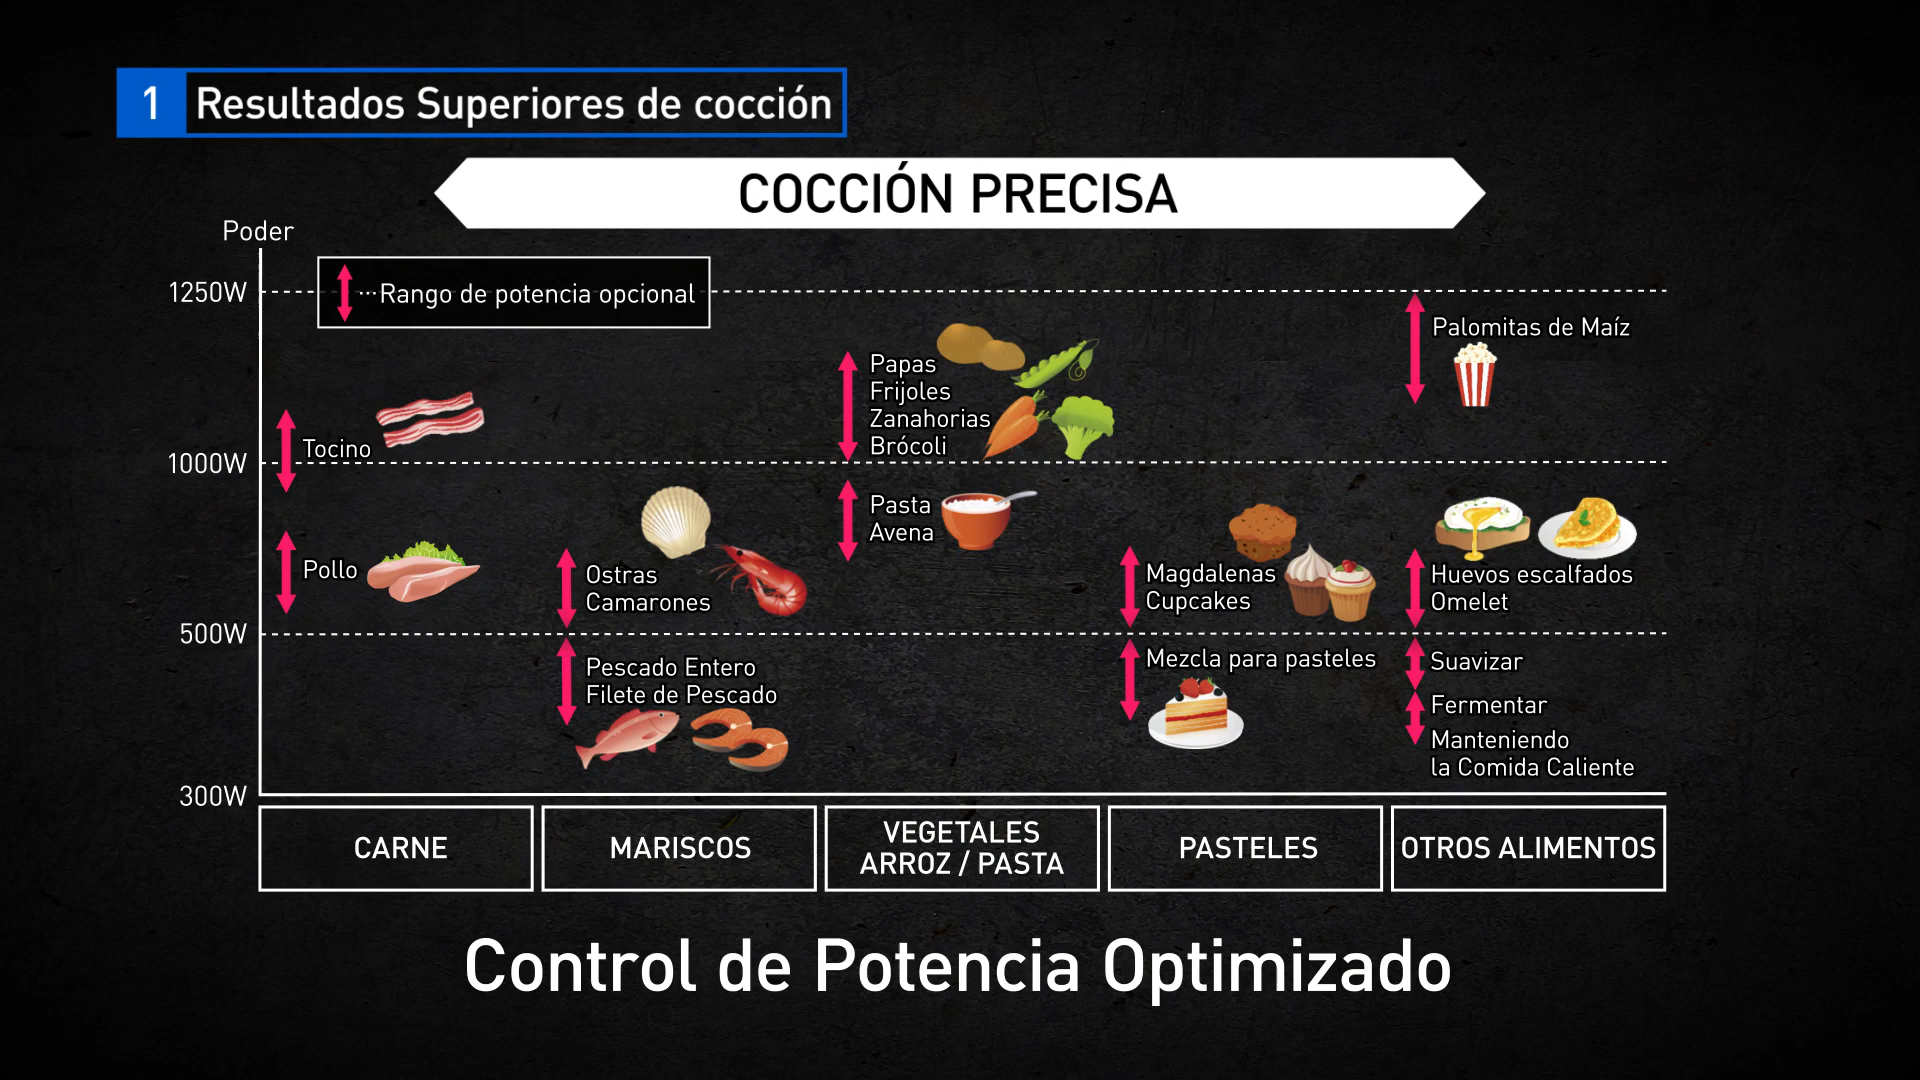 1 Resultados Superiores de cocción
COCCIÓN PRECISA
Poder
1250W
···Rango de potencia opcional
Palomitas de Maíz
Papas
Frijoles
Zanahorias
Brócoli
Tocino
1000W
Pasta
Avena
Pollo
Ostras
Camarones
Magdalenas
Cupcakes
Huevos escalfados
Omelet
500W
Pescado Entero
Filete de Pescado
Mezcla para pasteles
Suavizar
Fermentar
Manteniendo
la Comida Caliente
300W
CARNE
MARISCOS
VEGETALES
ARROZ / PASTA
PASTELES
OTROS ALIMENTOS
Control de Potencia Optimizado